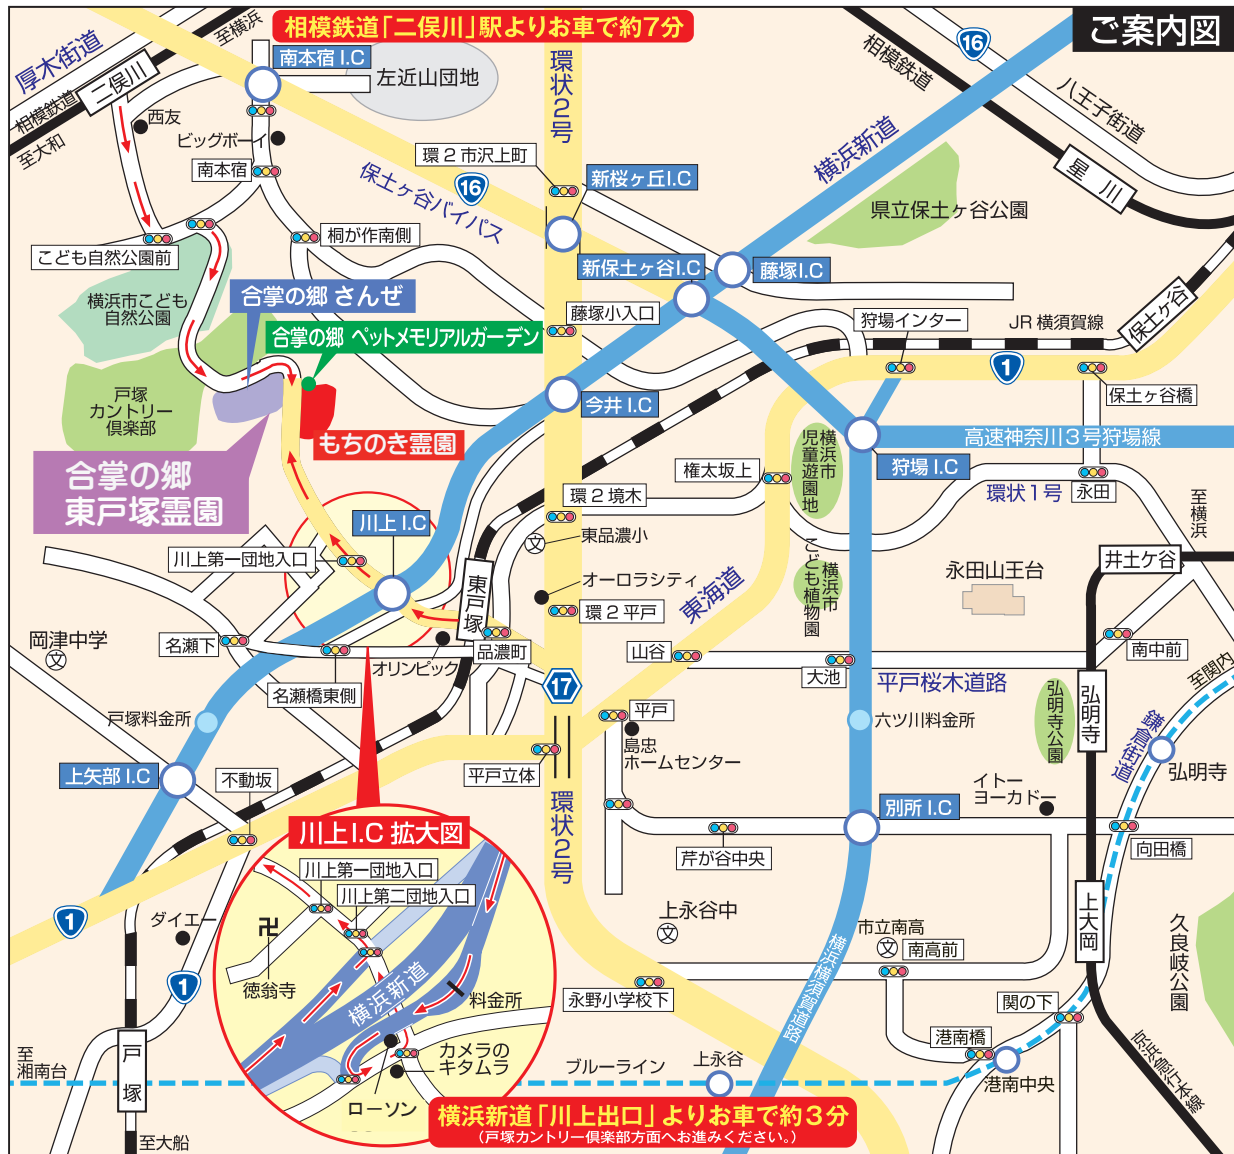 ご案内図
相模鉄道「二俣川」駅よりお車で約7分
至横浜
厚木街道
二俣川
相模鉄道
至大和
西友
南本宿 I.C
左近山団地
ビッグボーイ
南本宿
環状2号
環2市沢上町
保土ヶ谷バイパス
16
新桜ヶ丘I.C
横浜新道
相模鉄道
16
八王子街道
星川
県立保土ヶ谷公園
こども自然公園前
桐が作南側
横浜市こども
自然公園
合掌の郷 さんぜ
合掌の郷 ペットメモリアルガーデン
新保土ヶ谷I.C
藤塚I.C
藤塚小入口
狩場インター
JR横須賀線
保土ヶ谷
1
保土ヶ谷橋
戸塚
カントリー
倶楽部
もちのき霊園
今井 I.C
合掌の郷
東戸塚霊園
高速神奈川3号狩場線
狩場 I.C
権太坂上
横浜市
児童遊園地
環状1号
永田
至横浜
環2境木
川上 I.C
川上第一団地入口
東品濃小
文
オーロラシティ
東戸塚
環2平戸
東海道
横浜市
こども植物園
永田山王台
井土ケ谷
岡津中学
文
名瀬下
名瀬橋東側
オリンピック
品濃町
山谷
大池
平戸桜木道路
南中前
至関内
17
戸塚料金所
平戸
島忠
ホームセンター
六ツ川料金所
弘明寺公園
弘明寺
鎌倉街道
弘明寺
上矢部 I.C
不動坂
平戸立体
環状2号
イトー
ヨーカドー
別所 I.C
芹が谷中央
向田橋
川上I.C 拡大図
川上第一団地入口
川上第二団地入口
卍
徳翁寺
横浜新道
料金所
カメラの
キタムラ
ローソン
1
ダイエー
1
上永谷中
文
市立南高
文
南高前
上大岡
久良岐公園
永野小学校下
横浜横須賀道路
関の下
港南橋
港南中央
至
湘南台
戸塚
至大船
ブルーライン
上永谷
京浜急行本線
横浜新道「川上出口」よりお車で約3分
(戸塚カントリー倶楽部方面へお進みください。)